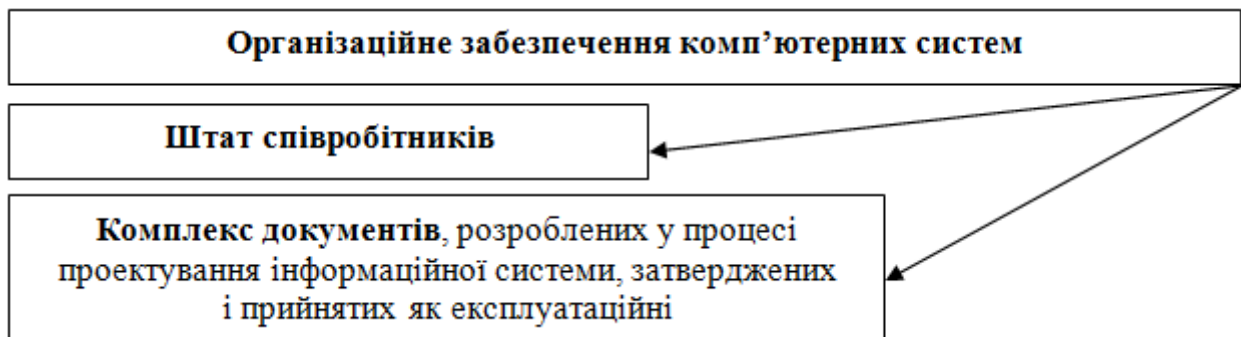 Організаційне забезпечення комп’ютерних систем
Штат співробітників
Комплекс документів, розроблених у процесі
проектування інформаційної системи, затверджених
і прийнятих як експлуатаційні